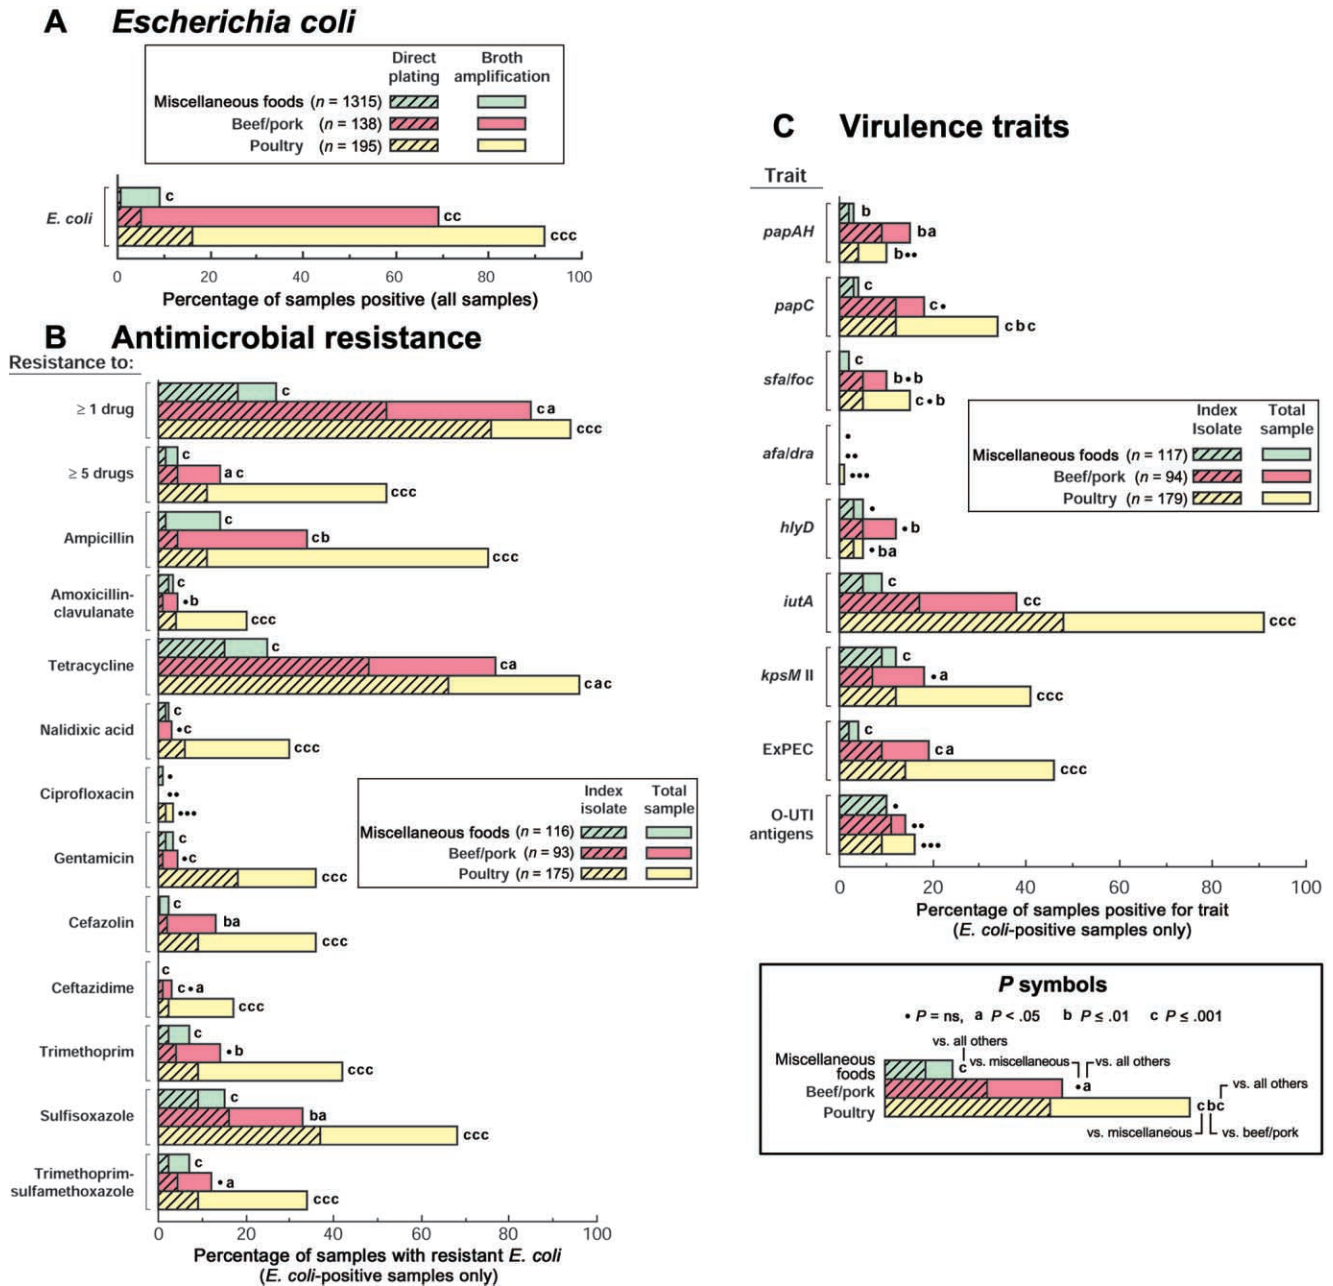 A Escherichia coli
Direct plating Broth amplification
Miscellaneous foods (n = 1315)
Beef/pork (n = 138)
Poultry (n = 195)
E. coli
c
cc
ccc
0 20 40 60 80 100
Percentage of samples positive (all samples)
B Antimicrobial resistance
Resistance to:
≥ 1 drug
c
c a
ccc
≥ 5 drugs
c
a c
ccc
Ampicillin
c
cb
ccc
Amoxicillin-
clavulanate
c
•b
ccc
Tetracycline
c
ca
cac
Nalidixic acid
c
•c
ccc
Ciprofloxacin
•
••
•••
Gentamicin
c
•c
ccc
Cefazolin
c
ba
ccc
Ceftazidime
c
c•a
ccc
Trimethoprim
c
•b
ccc
Sulfisoxazole
c
ba
ccc
Trimethoprim-
sulfamethoxazole
c
•a
ccc
Index isolate Total sample
Miscellaneous foods (n = 116)
Beef/pork (n = 93)
Poultry (n = 175)
0 20 40 60 80 100
Percentage of samples with resistant E. coli
(E. coli-positive samples only)
C Virulence traits
Trait
papAH
b
ba
b••
papC
c
c•
cbc
sfa/foc
c
b•b
c•b
afa/dra
•
••
•••
hlyD
•
•b
•ba
iutA
c
cc
ccc
kpsM II
c
•a
ccc
ExPEC
c
ca
ccc
O-UTI
antigens
•
••
•••
Index Isolate Total sample
Miscellaneous foods (n = 117)
Beef/pork (n = 94)
Poultry (n = 179)
0 20 40 60 80 100
Percentage of samples positive for trait
(E. coli-positive samples only)
P symbols
• P = ns, a P < .05 b P ≤ .01 c P ≤ .001
vs. all others
Miscellaneous foods
c
vs. miscellaneous
vs. all others
Beef/pork
•a
vs. all others
Poultry
cbc
vs. miscellaneous
vs. beef/pork